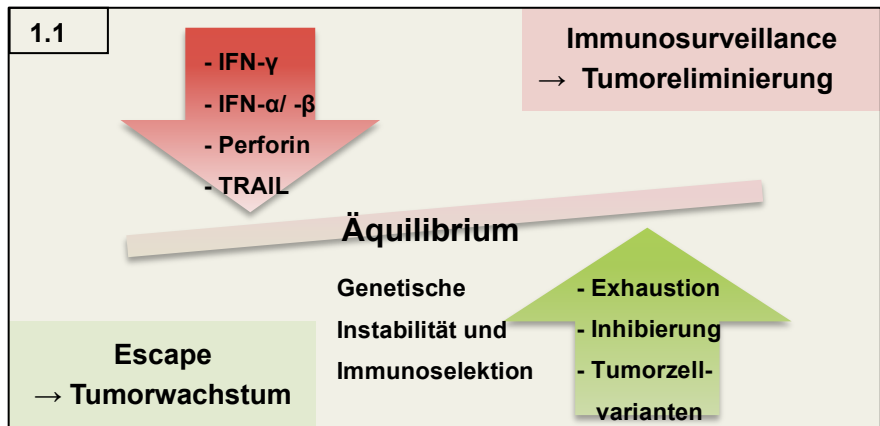 1.1
- IFN-γ
- IFN-α/ -β
- Perforin
- TRAIL
Immunosurveillance
→ Tumoreliminierung
Äquilibrium
Genetische
Instabilität und
Immunoselektion
- Exhaustion
- Inhibierung
- Tumorzell-
varianten
Escape
→ Tumorwachstum